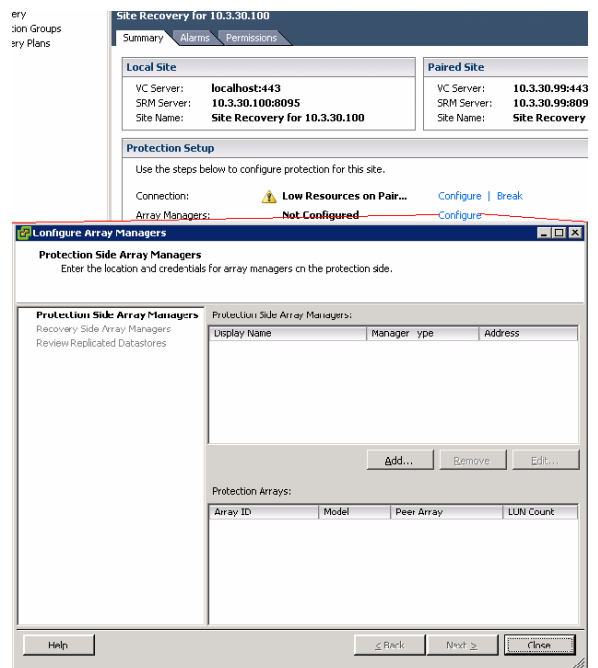 ery
Site Recovery for 10.3.30.100
tion Groups
ery Plans
Summary Alarms Permissions
Local Site
VC Server: localhost:443
SRM Server: 10.3.30.100:8095
Site Name: Site Recovery for 10.3.30.100
Paired Site
VC Server: 10.3.30.99:443
SRM Server: 10.3.30.99:809
Site Name: Site Recovery
Protection Setup
Use the steps below to configure protection for this site.
Connection: Low Resources on Pair... Configure | Break
Array Managers: Not Configured Configure
Configure Array Managers
Protection Side Array Managers
Enter the location and credentials for array managers on the protection side.
Protection Side Array Managers
Recovery Side Array Managers
Review Replicated Datastores
Protection Side Array Managers:
Display Name Manager ype Address
Add... Remove Edit...
Protection Arrays:
Array ID Model Peer Array LUN Count
Help < Back Next > Close